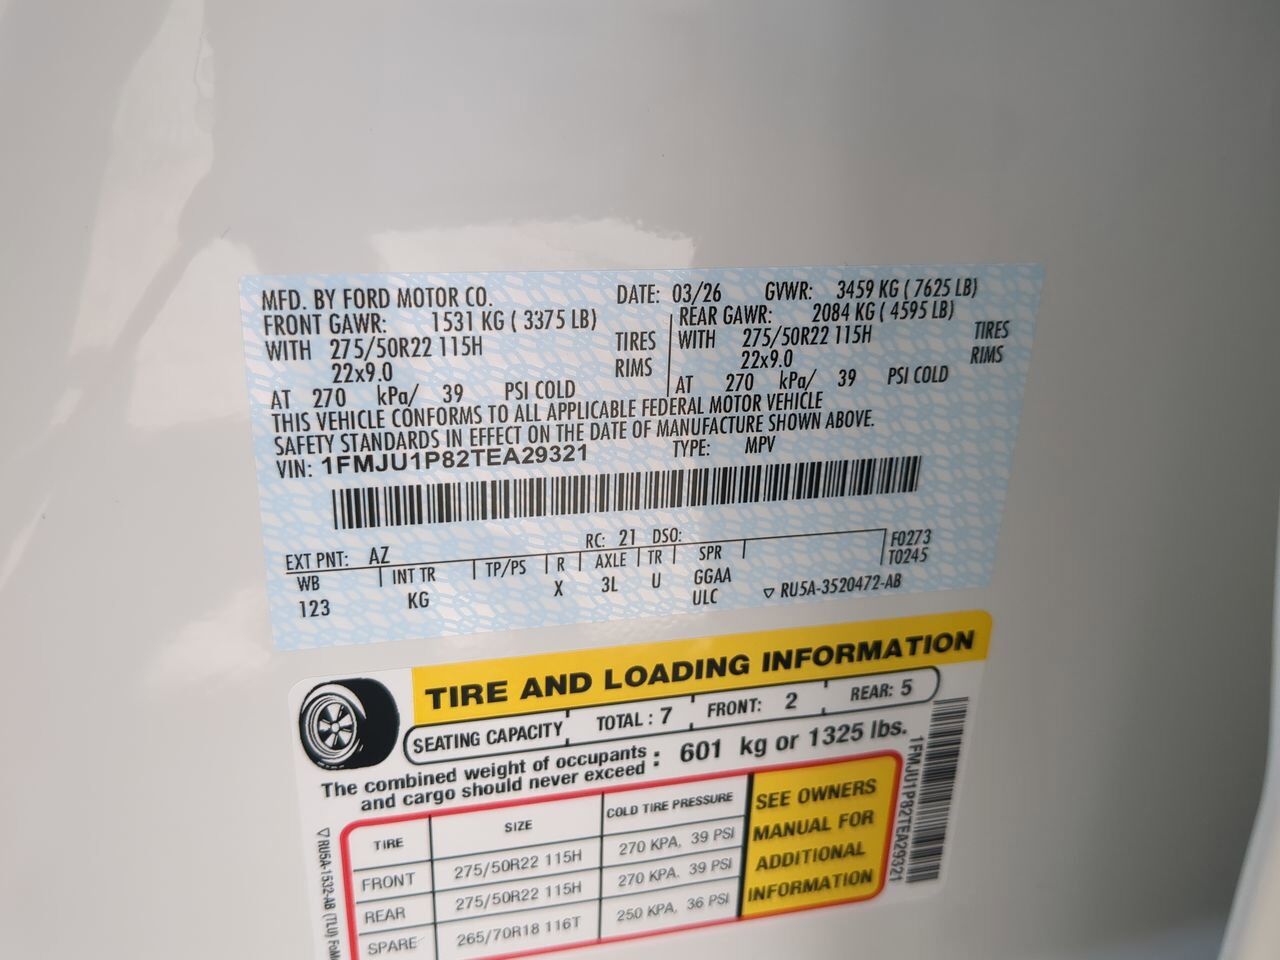 MFD. BY FORD MOTOR CO. DATE: 03/26 GVWR: 3459 KG ( 7625 LB)
FRONT GAWR: 1531 KG ( 3375 LB) REAR GAWR: 2084 KG ( 4595 LB)
WITH 275/50R22 115H TIRES WITH 275/50R22 115H TIRES
22x9.0 RIMS 22x9.0 RIMS
AT 270 kPa/ 39 PSI COLD AT 270 kPa/ 39 PSI COLD
THIS VEHICLE CONFORMS TO ALL APPLICABLE FEDERAL MOTOR VEHICLE
SAFETY STANDARDS IN EFFECT ON THE DATE OF MANUFACTURE SHOWN ABOVE.
VIN: 1FMJU1P82TEA29321 TYPE: MPV
EXT PNT: AZ RC: 21 DSO: F0273
WB INT TR TP/PS R AXLE TR SPR T0245
123 KG X 3L U GGAA
ULC ▽ RU5A-3520472-AB
TIRE AND LOADING INFORMATION
SEATING CAPACITY TOTAL : 7 FRONT: 2 REAR: 5
The combined weight of occupants and cargo should never exceed : 601 kg or 1325 lbs.
TIRE SIZE COLD TIRE PRESSURE
FRONT 275/50R22 115H 270 KPA, 39 PSI
REAR 275/50R22 115H 270 KPA, 39 PSI
SPARE 265/70R18 116T 250 KPA, 36 PSI
SEE OWNERS
MANUAL FOR
ADDITIONAL
INFORMATION
1FMJU1P82TEA29321
▽ RU5A-1532-AB (TLU)